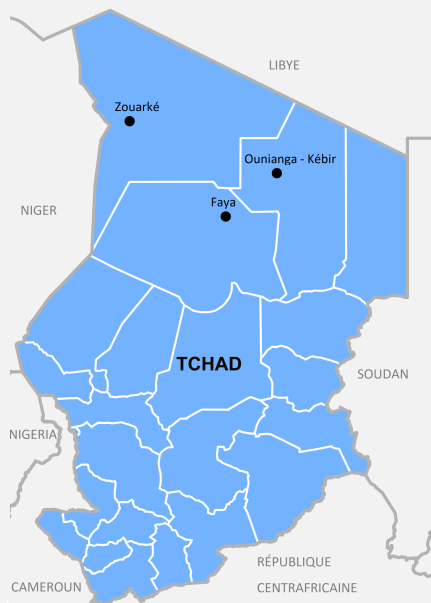 LIBYE
Zouarké
Ounianga - Kébir
Faya
NIGER
TCHAD
SOUDAN
NIGERIA
RÉPUBLIQUE
CENTRAFRICAINE
CAMEROUN